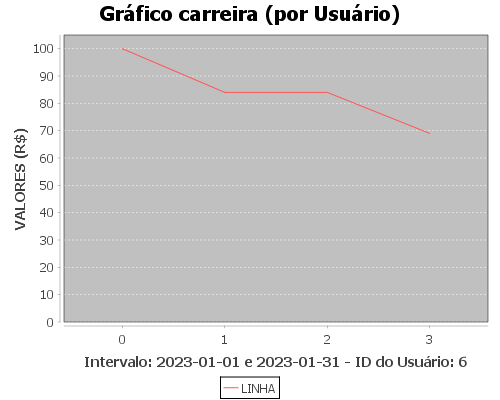 Gráfico carreira (por Usuário)
VALORES (R$)
100
90
80
70
60
50
40
30
20
10
0
0 1 2 3
Intervalo: 2023-01-01 e 2023-01-31 - ID do Usuário: 6
LINHA